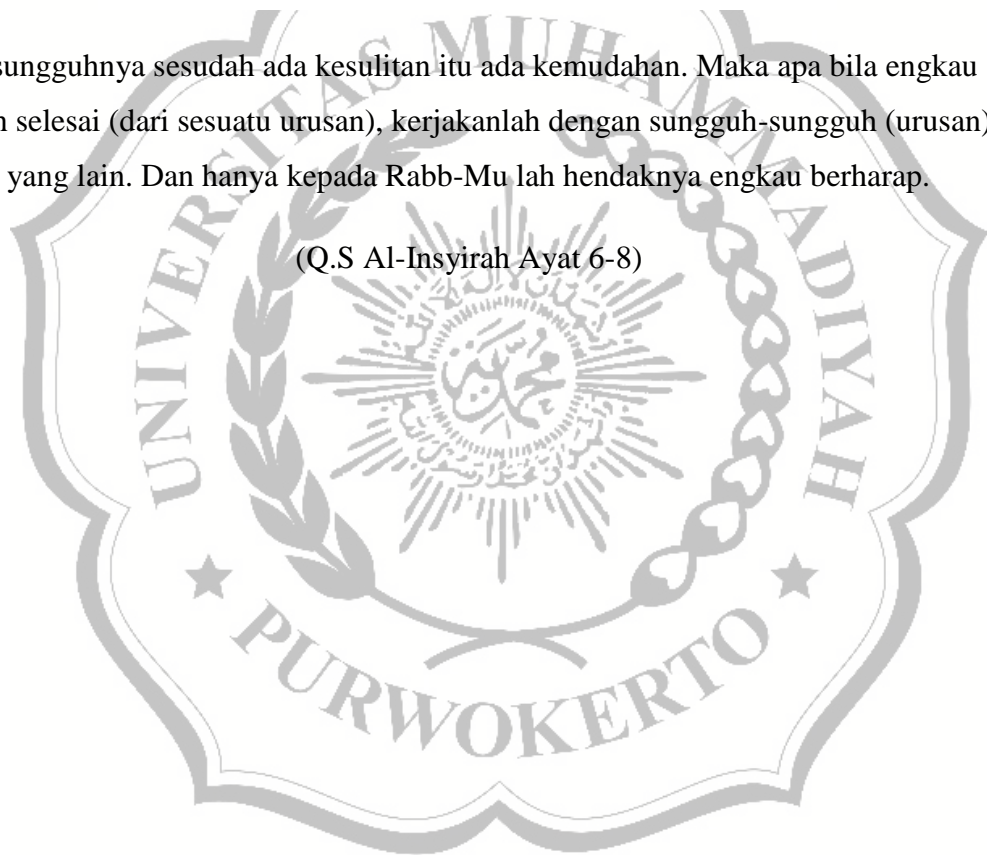 sungguhnya sesudah ada kesulitan itu ada kemudahan. Maka apa bila engkau
selesai (dari sesuatu urusan), kerjakanlah dengan sungguh-sungguh (urusan)
yang lain. Dan hanya kepada Rabb-Mu lah hendaknya engkau berharap.
(Q.S Al-Insyirah Ayat 6-8)
UNIVERSITAS MUHAMMADIYAH
PURWOKERTO
محمد